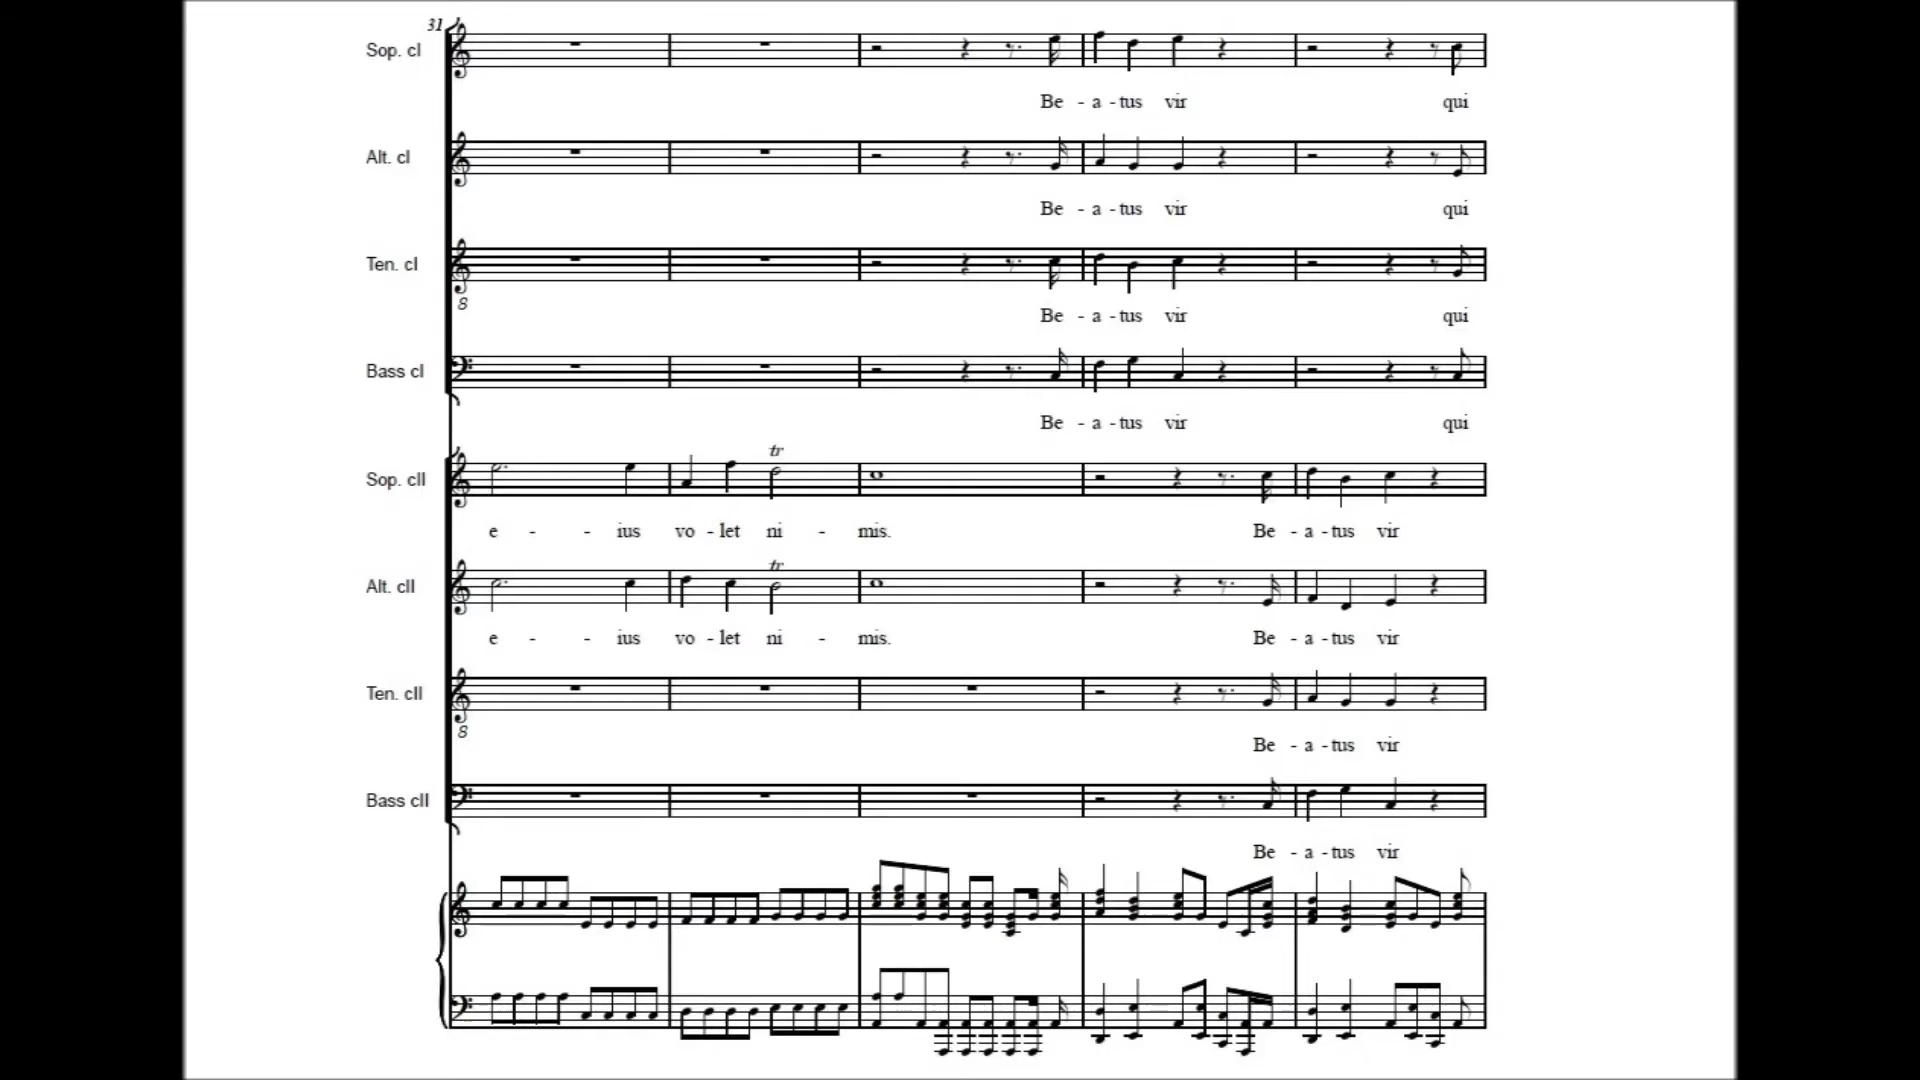 31
Sop. cI
Be - a - tus vir qui
Alt. cI
Be - a - tus vir qui
Ten. cI
8
Be - a - tus vir qui
Bass cI
Be - a - tus vir qui
tr
Sop. cII
e - - ius vo - let ni - mis. Be - a - tus vir
tr
Alt. cII
e - - ius vo - let ni - mis. Be - a - tus vir
Ten. cII
8
Be - a - tus vir
Bass cII
Be - a - tus vir